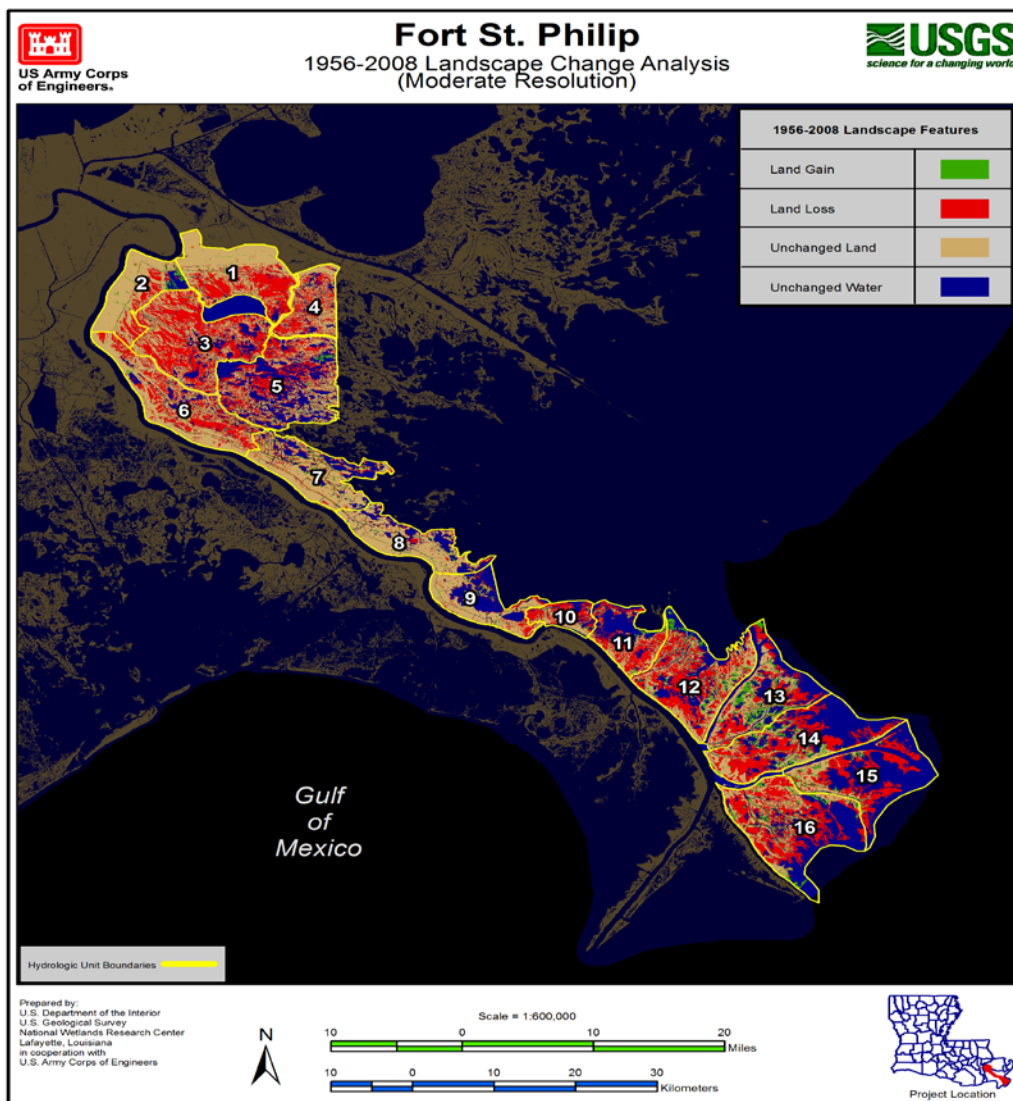 Fort St. Philip
1956-2008 Landscape Change Analysis
(Moderate Resolution)
US Army Corps
of Engineers®
USGS
science for a changing world
1956-2008 Landscape Features
Land Gain
Land Loss
Unchanged Land
Unchanged Water
1
2
3
4
5
6
7
8
9
10
11
12
13
14
15
16
Gulf
of
Mexico
Hydrologic Unit Boundaries
Prepared by:
U.S. Department of the Interior
U.S. Geological Survey
National Wetlands Research Center
Lafayette, Louisiana
in cooperation with
U.S. Army Corps of Engineers
N
Scale = 1:600,000
10 0 10 20
Miles
10 0 10 20 30
Kilometers
Project Location